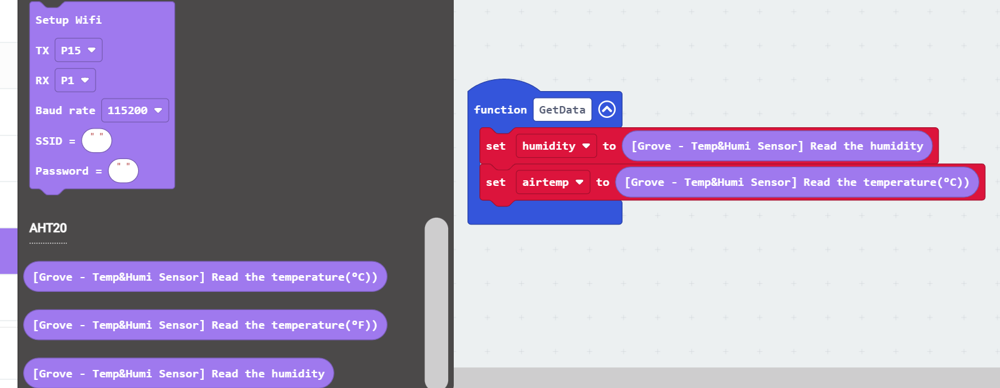 Setup Wifi
TX P15
RX P1
Baud rate 115200
SSID = " "
Password = " "
AHT20
[Grove - Temp&Humi Sensor] Read the temperature(°C))
[Grove - Temp&Humi Sensor] Read the temperature(°F))
[Grove - Temp&Humi Sensor] Read the humidity
function GetData
set humidity to [Grove - Temp&Humi Sensor] Read the humidity
set airtemp to [Grove - Temp&Humi Sensor] Read the temperature(°C))